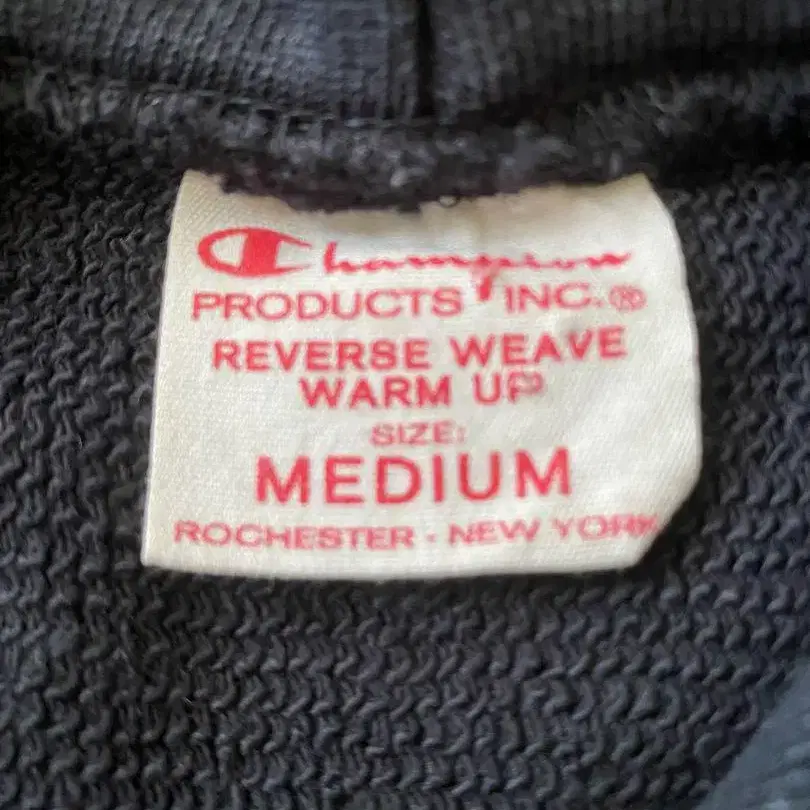 Champion
PRODUCTS INC.®
REVERSE WEAVE
WARM UP
SIZE:
MEDIUM
ROCHESTER - NEW YORK